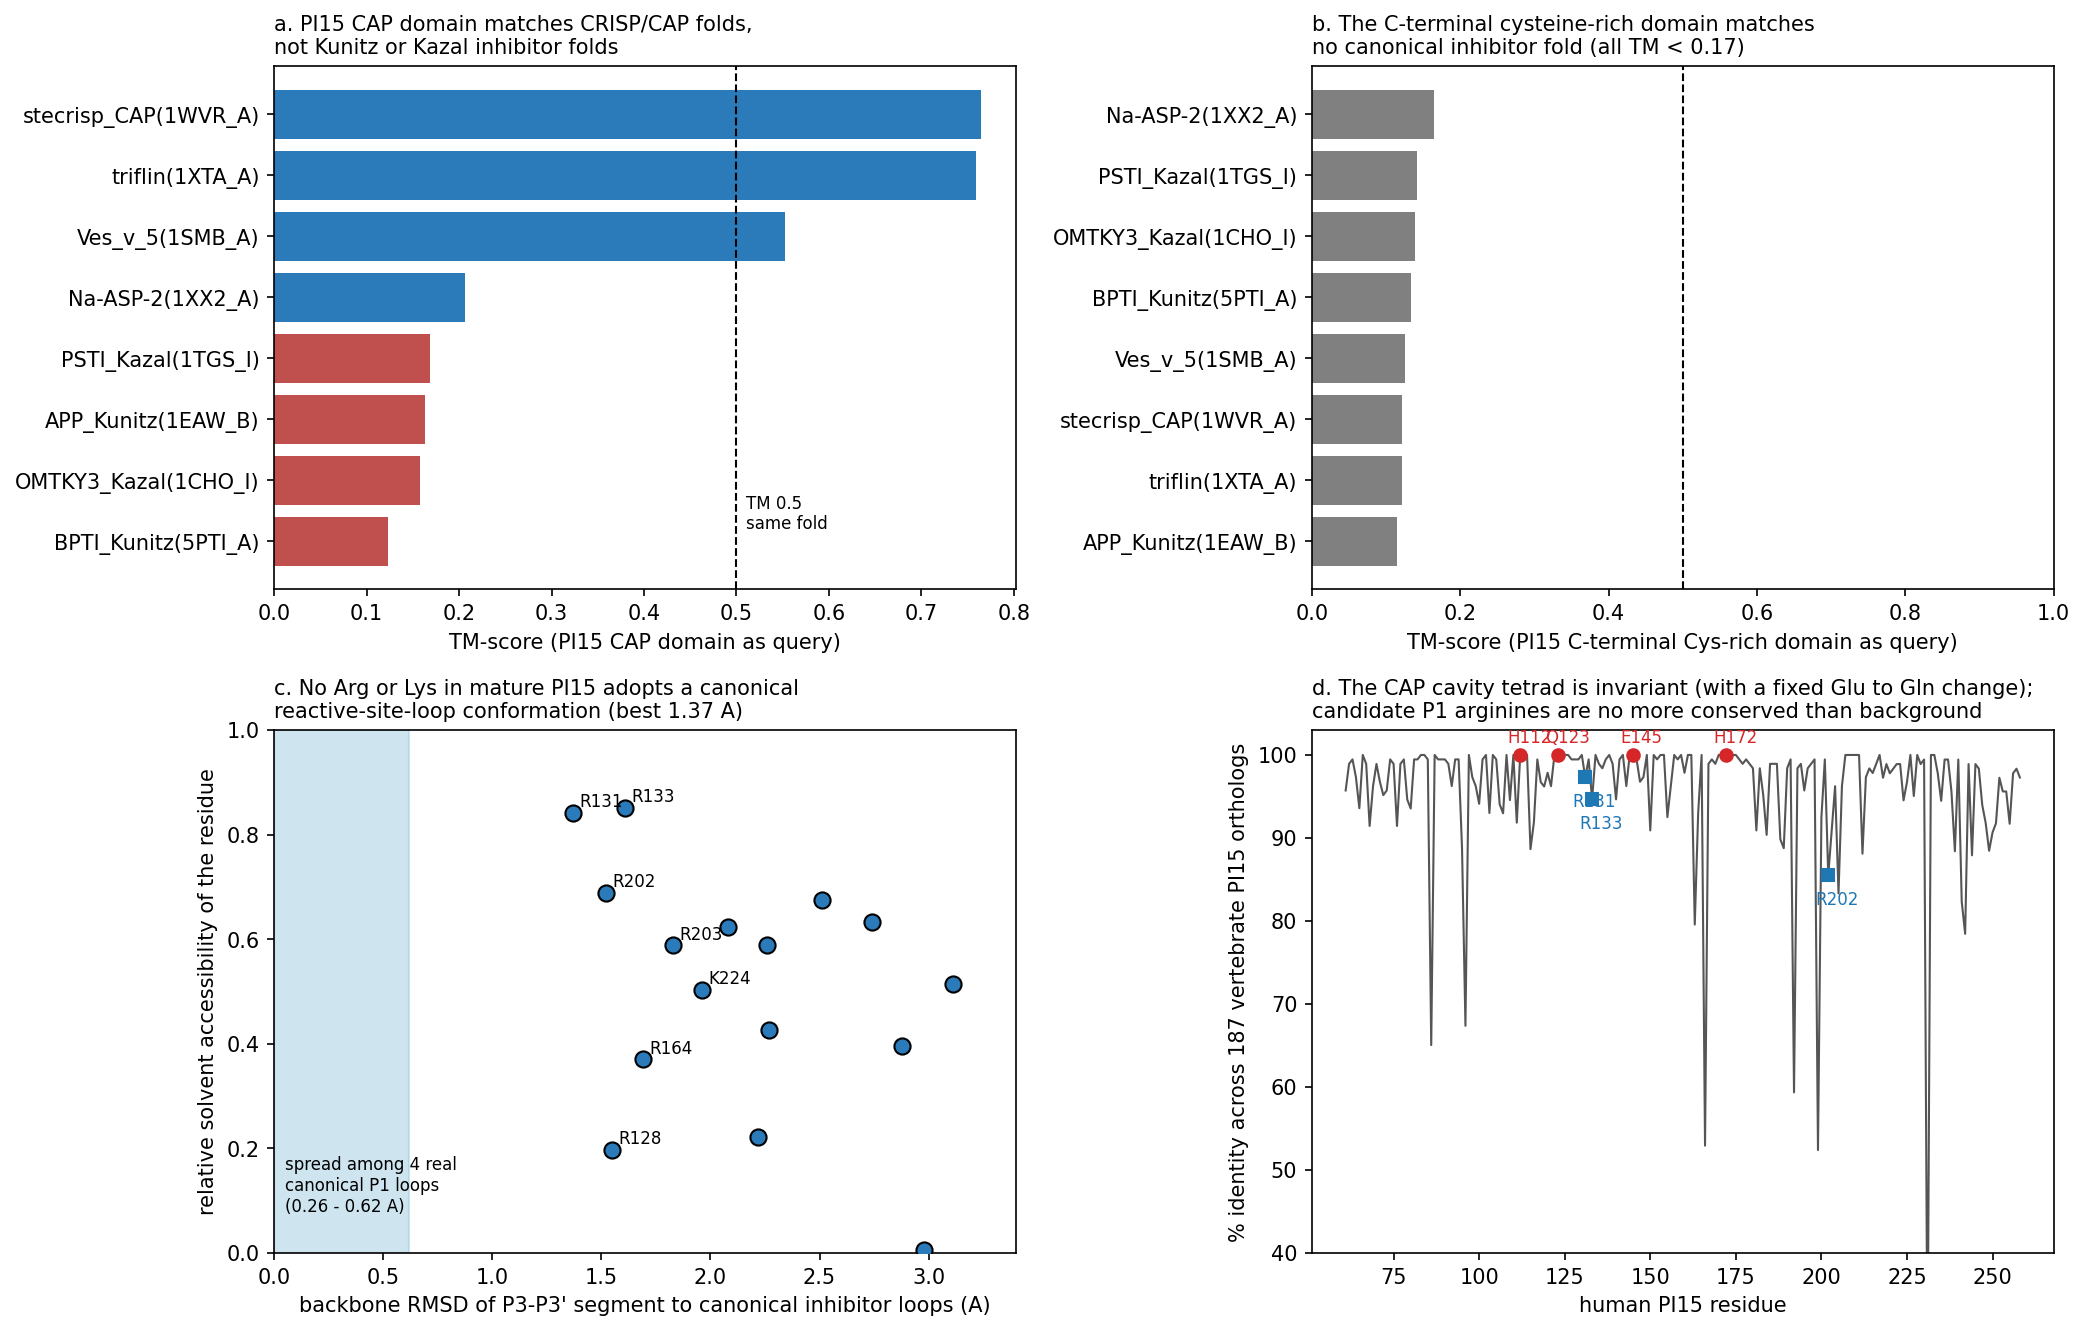 a. PI15 CAP domain matches CRISP/CAP folds,
not Kunitz or Kazal inhibitor folds
stecrisp_CAP(1WVR_A)
triflin(1XTA_A)
Ves_v_5(1SMB_A)
Na-ASP-2(1XX2_A)
PSTI_Kazal(1TGS_I)
APP_Kunitz(1EAW_B)
OMTKY3_Kazal(1CHO_I)
BPTI_Kunitz(5PTI_A)
TM 0.5
same fold
0.0 0.1 0.2 0.3 0.4 0.5 0.6 0.7 0.8
TM-score (PI15 CAP domain as query)
b. The C-terminal cysteine-rich domain matches
no canonical inhibitor fold (all TM < 0.17)
Na-ASP-2(1XX2_A)
PSTI_Kazal(1TGS_I)
OMTKY3_Kazal(1CHO_I)
BPTI_Kunitz(5PTI_A)
Ves_v_5(1SMB_A)
stecrisp_CAP(1WVR_A)
triflin(1XTA_A)
APP_Kunitz(1EAW_B)
0.0 0.2 0.4 0.6 0.8 1.0
TM-score (PI15 C-terminal Cys-rich domain as query)
c. No Arg or Lys in mature PI15 adopts a canonical
reactive-site-loop conformation (best 1.37 A)
relative solvent accessibility of the residue
1.0
0.8
0.6
0.4
0.2
0.0
R131
R133
R202
R203
K224
R164
R128
spread among 4 real
canonical P1 loops
(0.26 - 0.62 A)
0.0 0.5 1.0 1.5 2.0 2.5 3.0
backbone RMSD of P3-P3' segment to canonical inhibitor loops (A)
d. The CAP cavity tetrad is invariant (with a fixed Glu to Gln change);
candidate P1 arginines are no more conserved than background
% identity across 187 vertebrate PI15 orthologs
100
90
80
70
60
50
40
H112
Q123
E145
H172
R131
R133
R202
75 100 125 150 175 200 225 250
human PI15 residue